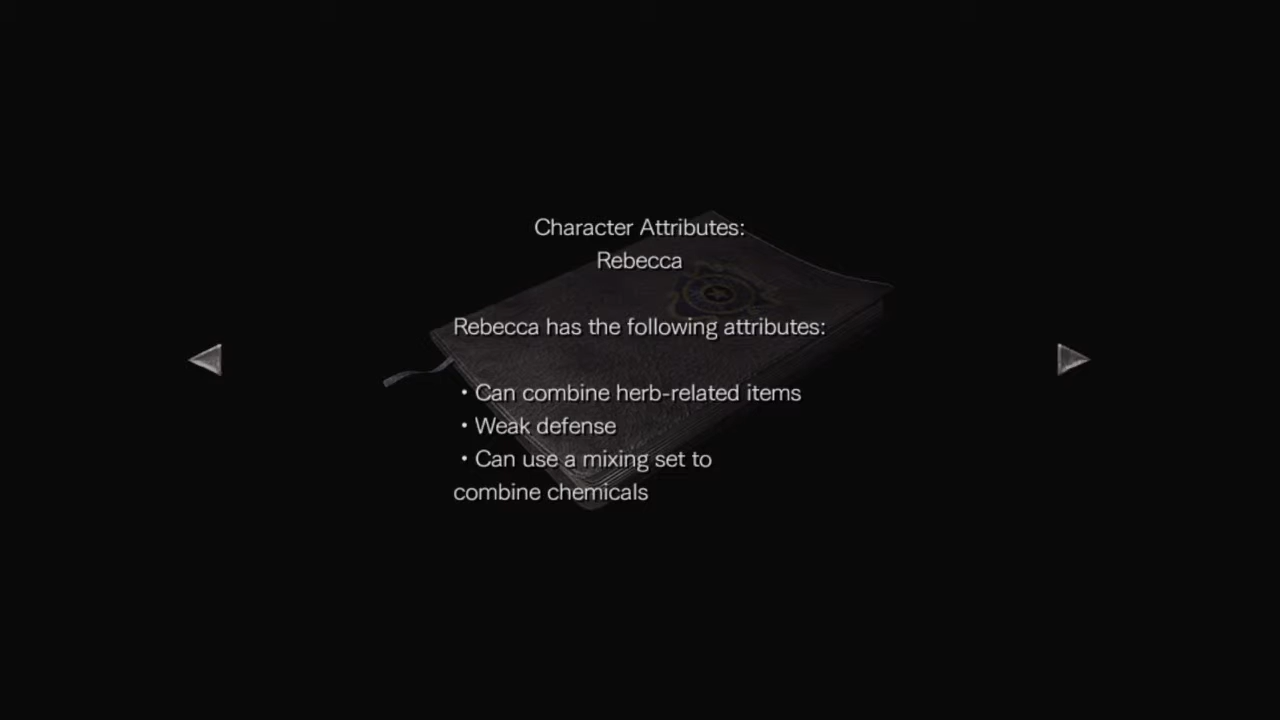 Character Attributes:
Rebecca
Rebecca has the following attributes:
・Can combine herb-related items
・Weak defense
・Can use a mixing set to
combine chemicals